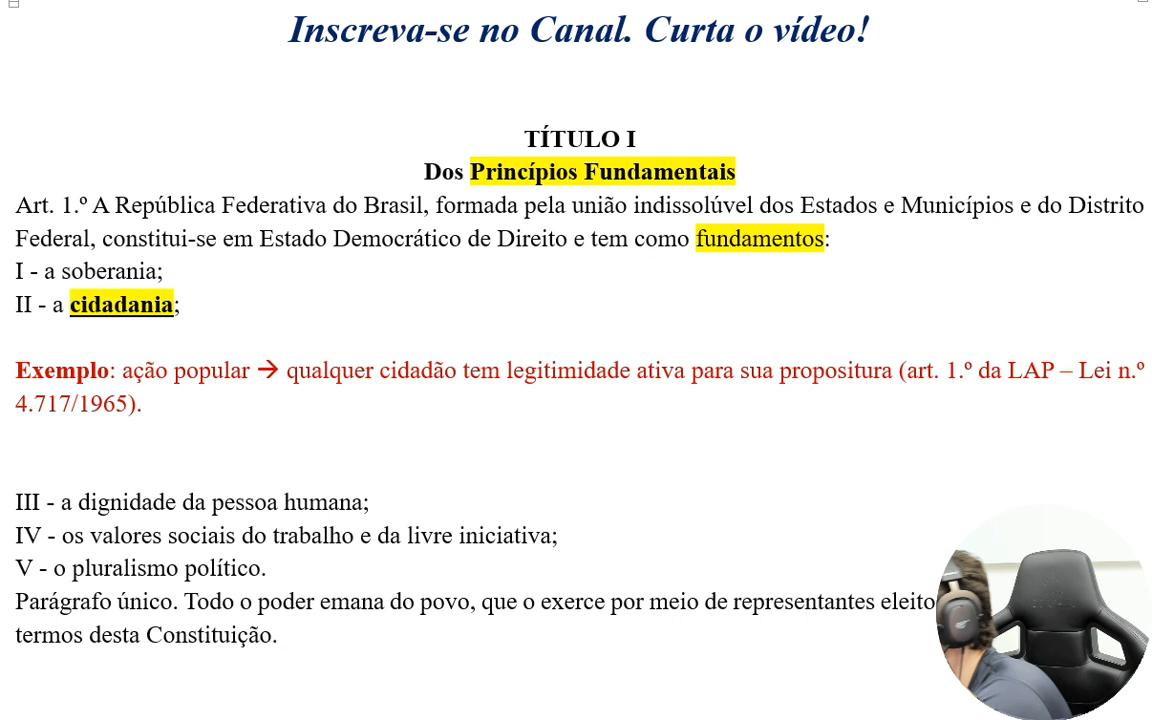 Inscreva-se no Canal. Curta o vídeo!
TÍTULO I
Dos Princípios Fundamentais
Art. 1.º A República Federativa do Brasil, formada pela união indissolúvel dos Estados e Municípios e do Distrito
Federal, constitui-se em Estado Democrático de Direito e tem como fundamentos:
I - a soberania;
II - a cidadania;
Exemplo: ação popular → qualquer cidadão tem legitimidade ativa para sua propositura (art. 1.º da LAP – Lei n.º
4.717/1965).
III - a dignidade da pessoa humana;
IV - os valores sociais do trabalho e da livre iniciativa;
V - o pluralismo político.
Parágrafo único. Todo o poder emana do povo, que o exerce por meio de representantes eleito
termos desta Constituição.